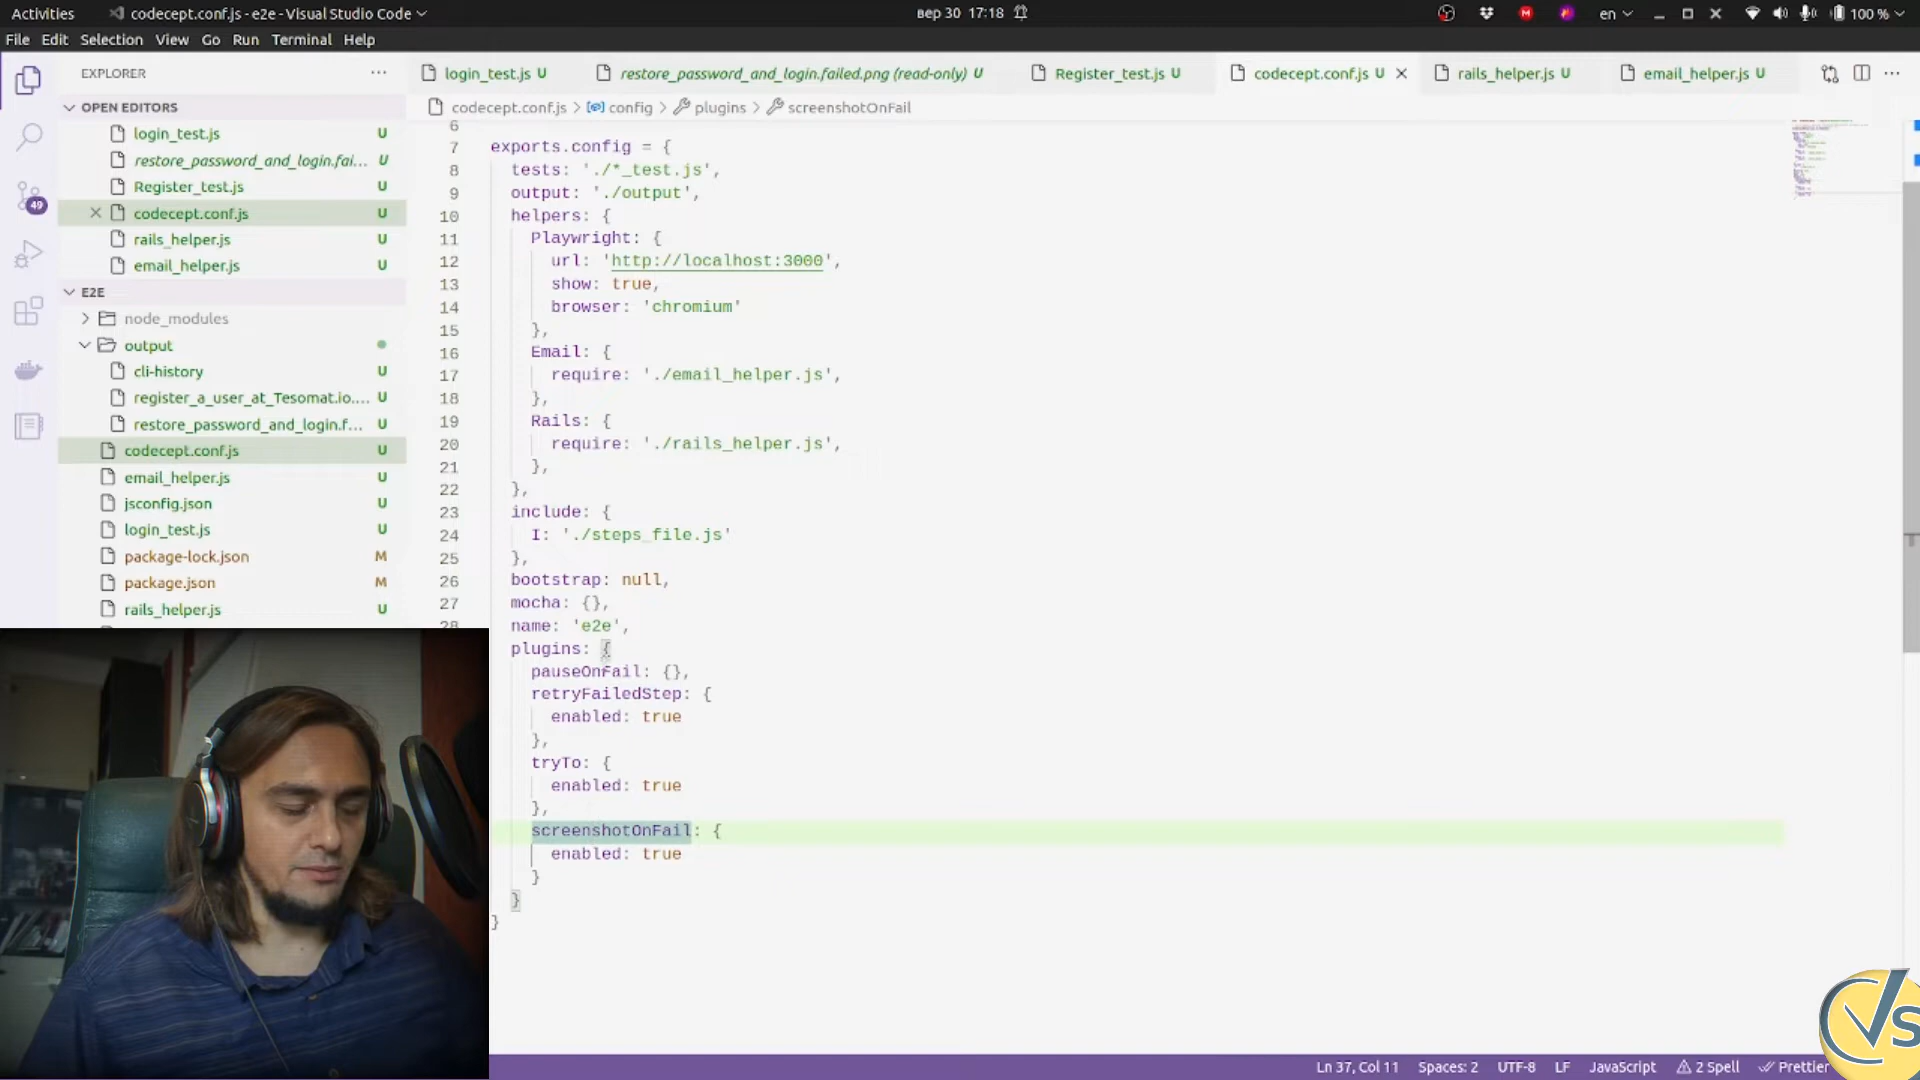 Activities
codecept.conf.js - e2e - Visual Studio Code
вер 30 17:18
en
100 %
File Edit Selection View Go Run Terminal Help
EXPLORER
OPEN EDITORS
login_test.js U
restore_password_and_login.fai... U
Register_test.js U
codecept.conf.js U
rails_helper.js U
email_helper.js U
E2E
node_modules
output
cli-history U
register_a_user_at_Tesomat.io.... U
restore_password_and_login.f... U
codecept.conf.js U
email_helper.js U
jsconfig.json U
login_test.js U
package-lock.json M
package.json M
rails_helper.js U
49
login_test.js U
restore_password_and_login.failed.png (read-only) U
Register_test.js U
codecept.conf.js U
rails_helper.js U
email_helper.js U
codecept.conf.js > config > plugins > screenshotOnFail
6
7 exports.config = {
8 tests: './*_test.js',
9 output: './output',
10 helpers: {
11 Playwright: {
12 url: 'http://localhost:3000',
13 show: true,
14 browser: 'chromium'
15 },
16 Email: {
17 require: './email_helper.js',
18 },
19 Rails: {
20 require: './rails_helper.js',
21 },
22 },
23 include: {
24 I: './steps_file.js'
25 },
26 bootstrap: null,
27 mocha: {},
28 name: 'e2e',
plugins: {
pauseOnFail: {},
retryFailedStep: {
enabled: true
},
tryTo: {
enabled: true
},
screenshotOnFail: {
enabled: true
}
}
}
Ln 37, Col 11 Spaces: 2 UTF-8 LF JavaScript 2 Spell Prettier
VS